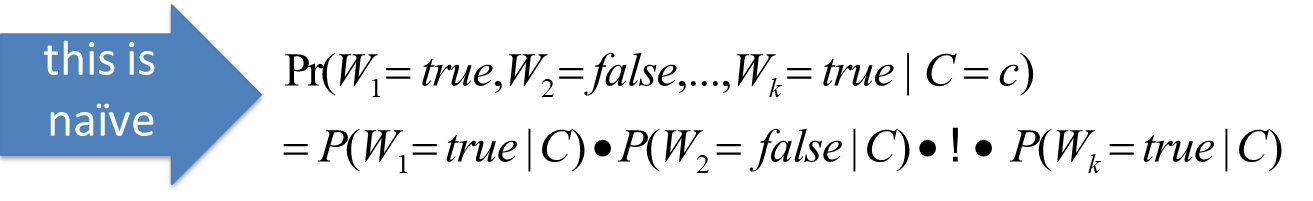 this is
naïve
Pr(W₁= true,W₂= false,...,Wₖ= true | C= c)
= P(W₁= true | C) • P(W₂= false | C) • ! • P(Wₖ= true | C)